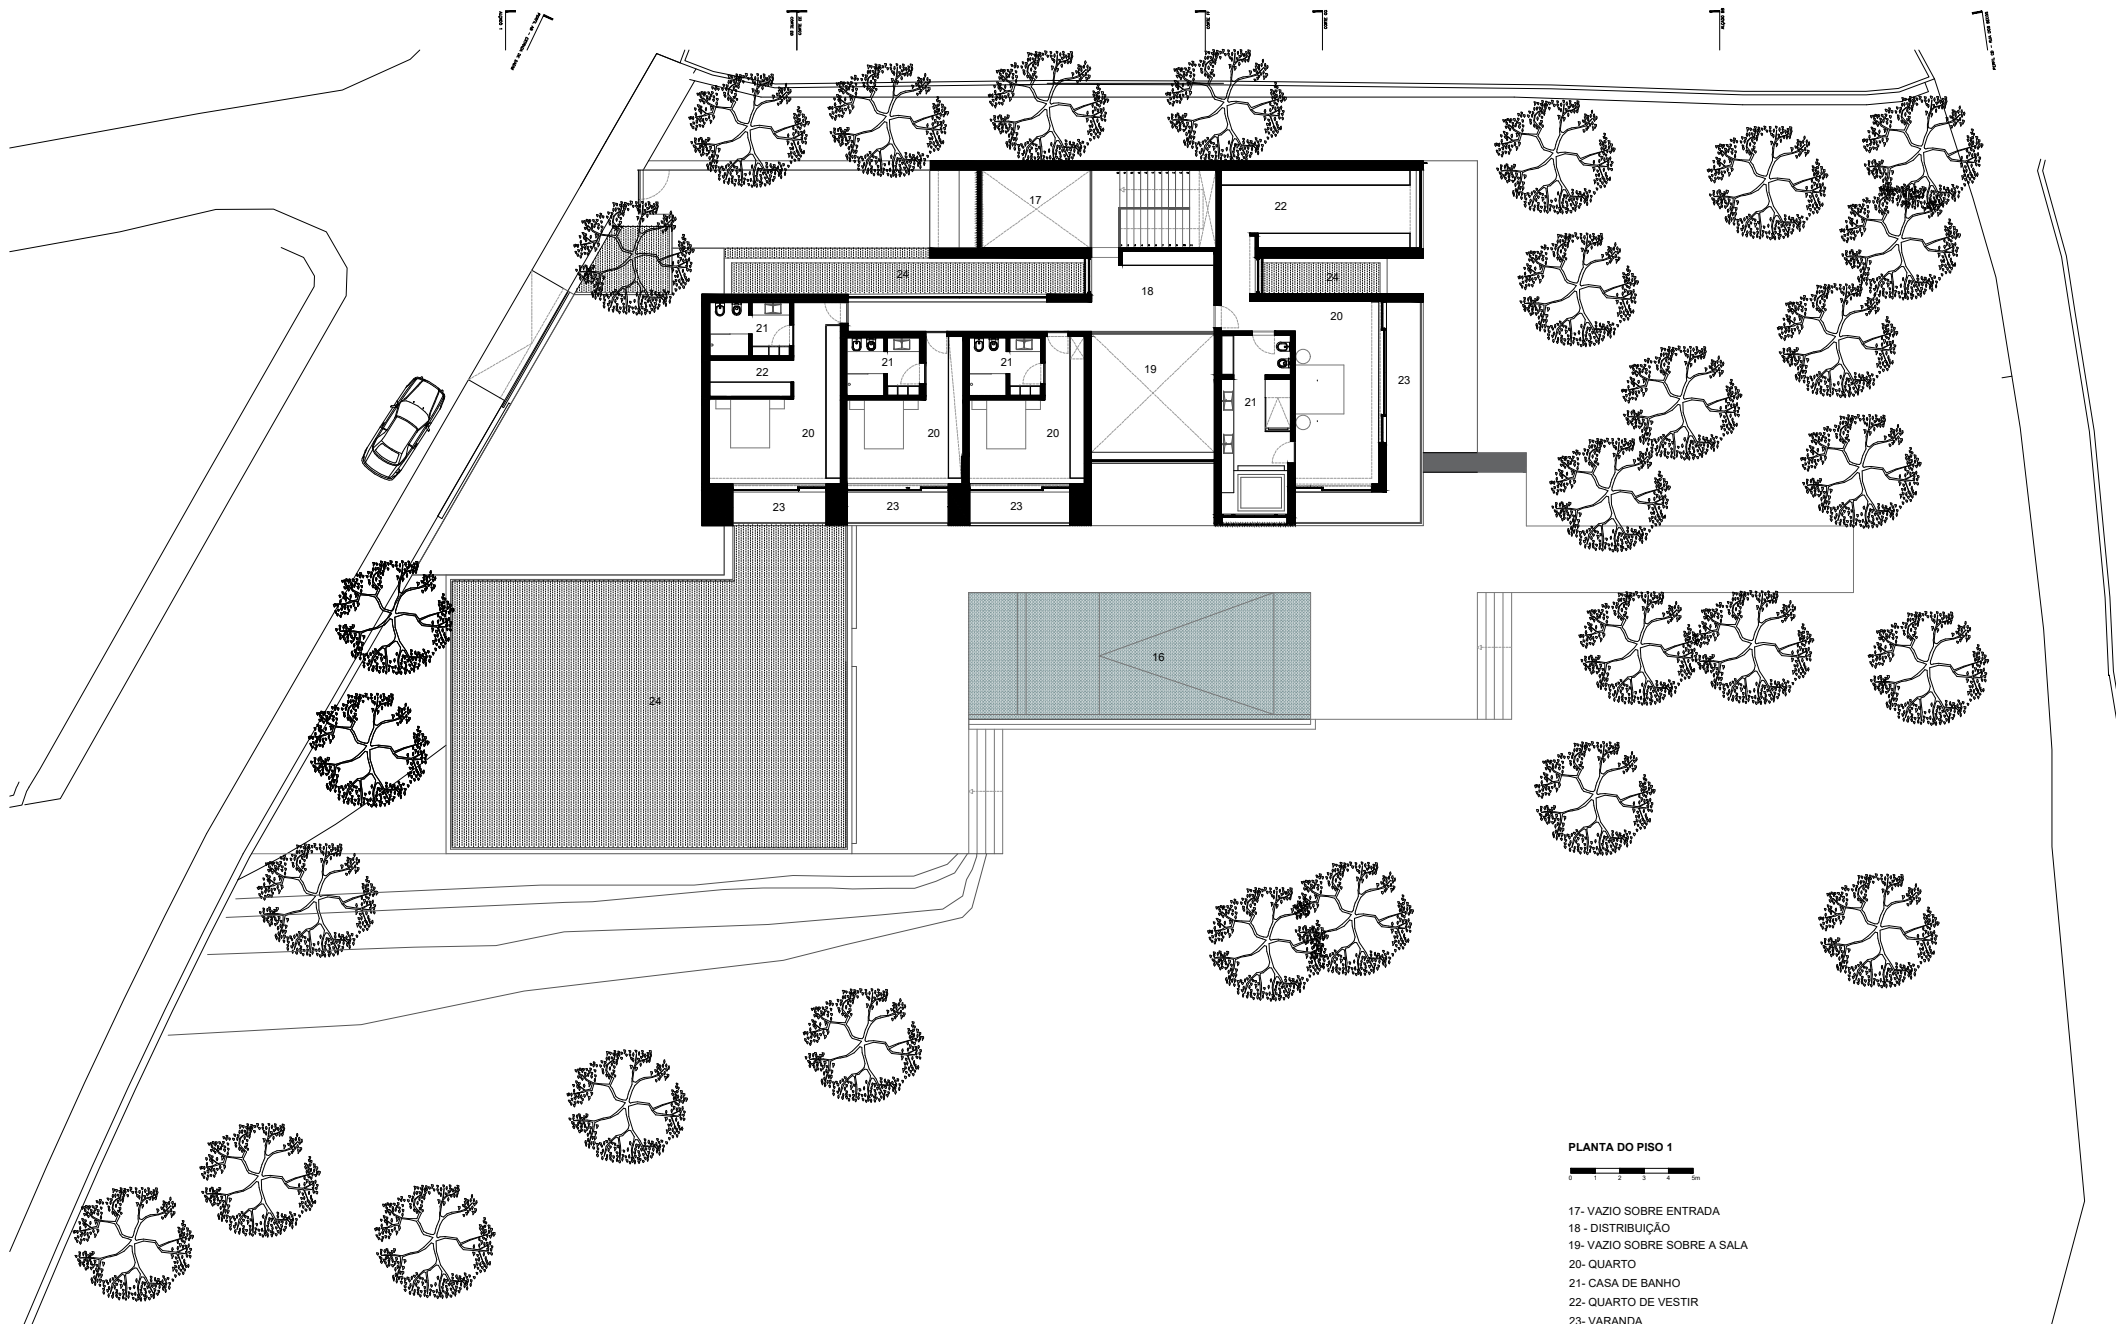 17
22
24
24
18
20
21
22
21
21
19
21
23
20
20
20
23
23
23
16
24
PLANTA DO PISO 1
0 1 2 3 4 5m
17- VAZIO SOBRE ENTRADA
18 - DISTRIBUIÇÃO
19- VAZIO SOBRE SOBRE A SALA
20- QUARTO
21- CASA DE BANHO
22- QUARTO DE VESTIR
23- VARANDA